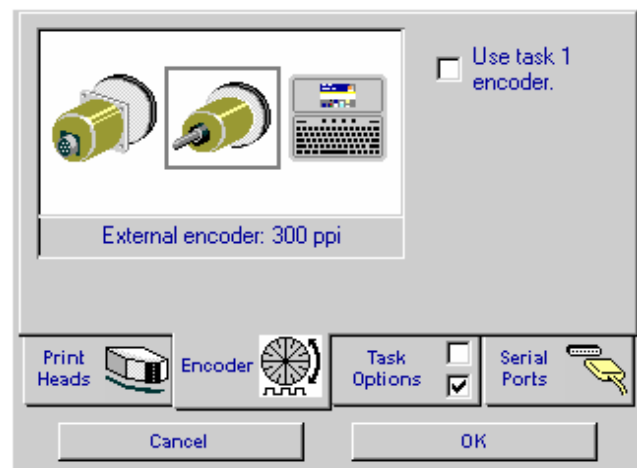 Use task 1
encoder.
External encoder: 300 ppi
Print
Heads
Encoder
Task
Options
Serial
Ports
Cancel
OK